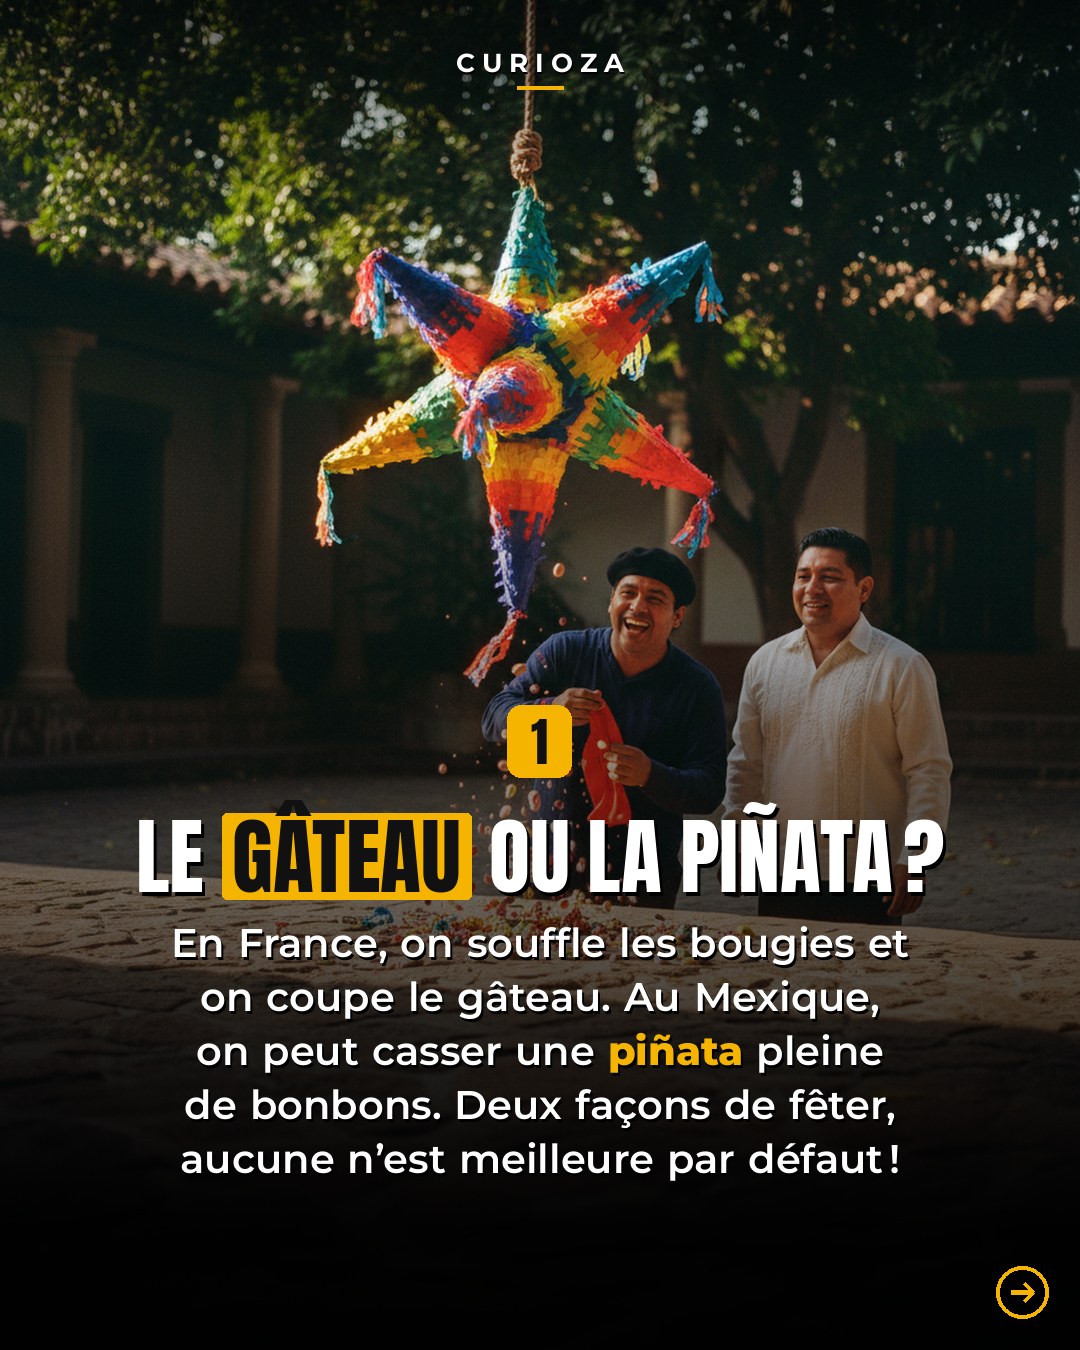 CURIOZA
1
LE GÂTEAU OU LA PIÑATA ?
En France, on souffle les bougies et
on coupe le gâteau. Au Mexique,
on peut casser une piñata pleine
de bonbons. Deux façons de fêter,
aucune n’est meilleure par défaut !